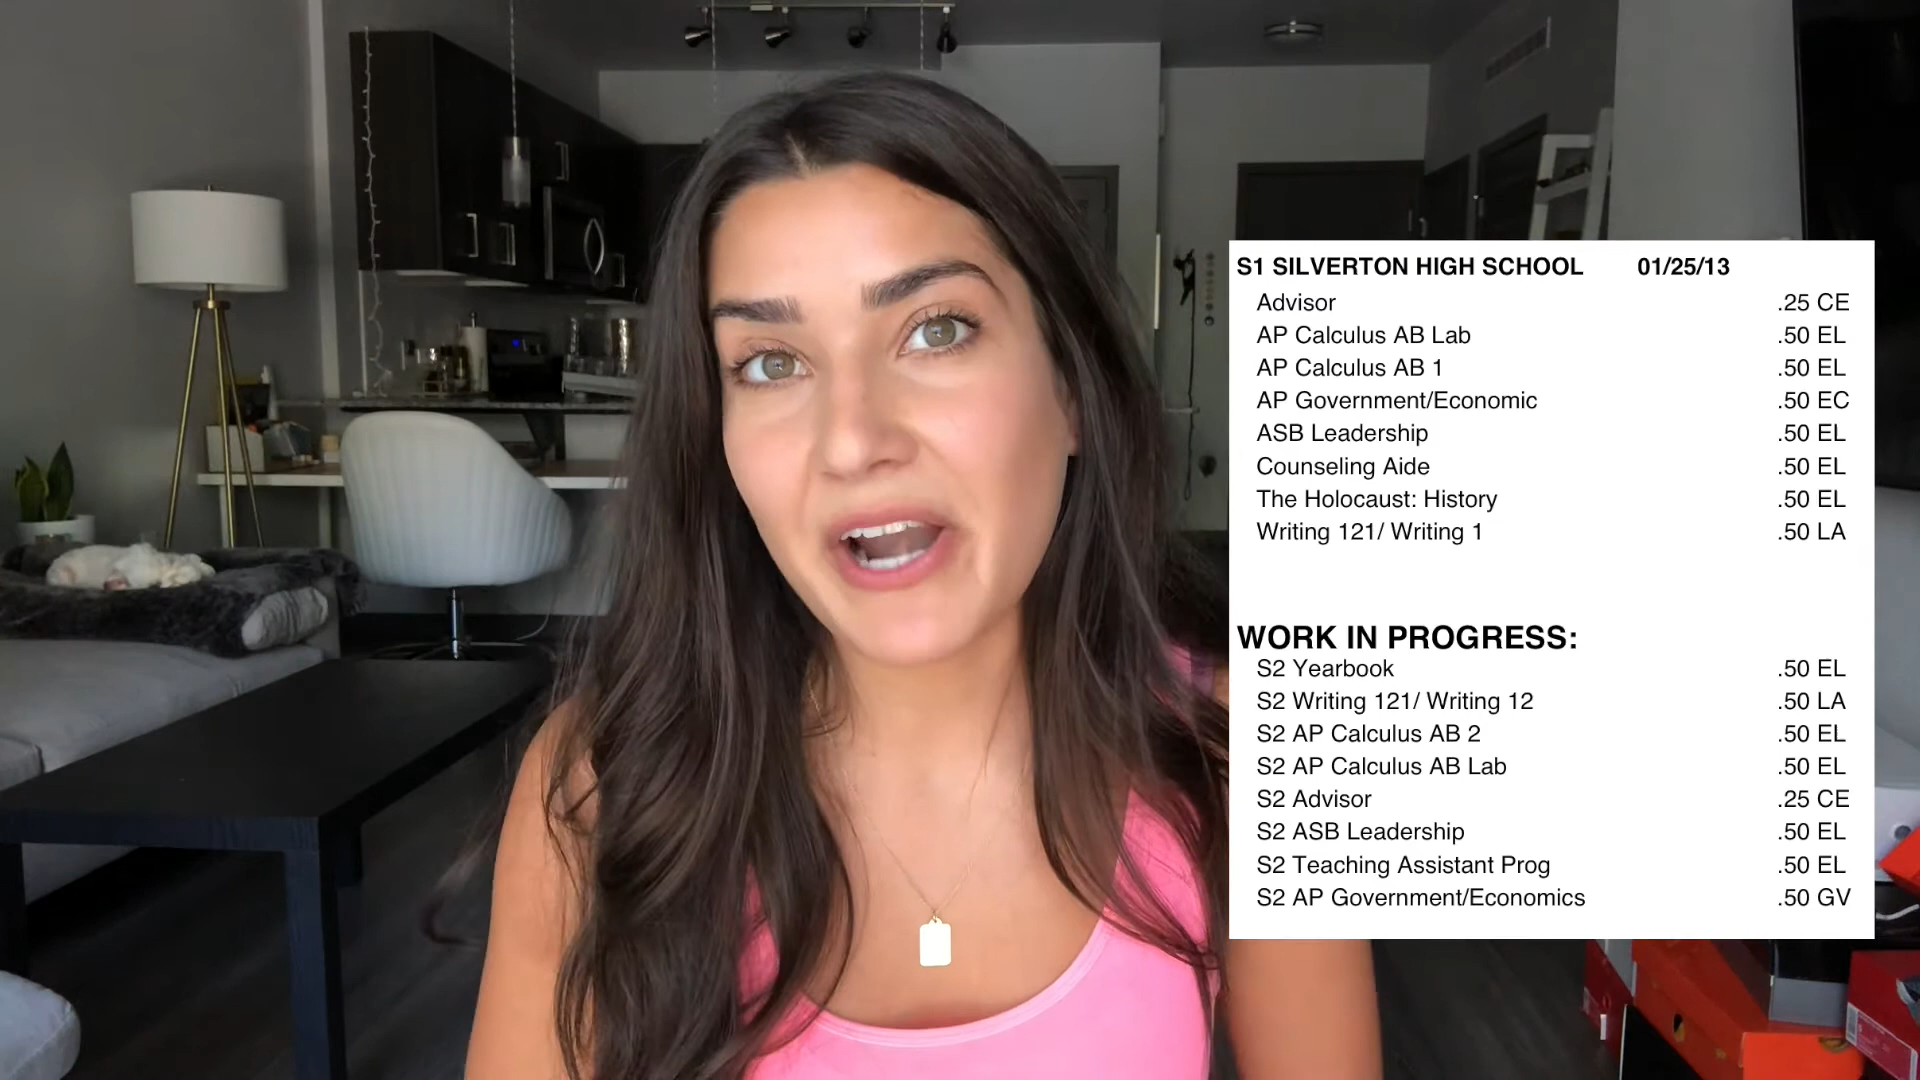 S1 SILVERTON HIGH SCHOOL 01/25/13
Advisor .25 CE
AP Calculus AB Lab .50 EL
AP Calculus AB 1 .50 EL
AP Government/Economic .50 EC
ASB Leadership .50 EL
Counseling Aide .50 EL
The Holocaust: History .50 EL
Writing 121/ Writing 1 .50 LA
WORK IN PROGRESS:
S2 Yearbook .50 EL
S2 Writing 121/ Writing 12 .50 LA
S2 AP Calculus AB 2 .50 EL
S2 AP Calculus AB Lab .50 EL
S2 Advisor .25 CE
S2 ASB Leadership .50 EL
S2 Teaching Assistant Prog .50 EL
S2 AP Government/Economics .50 GV